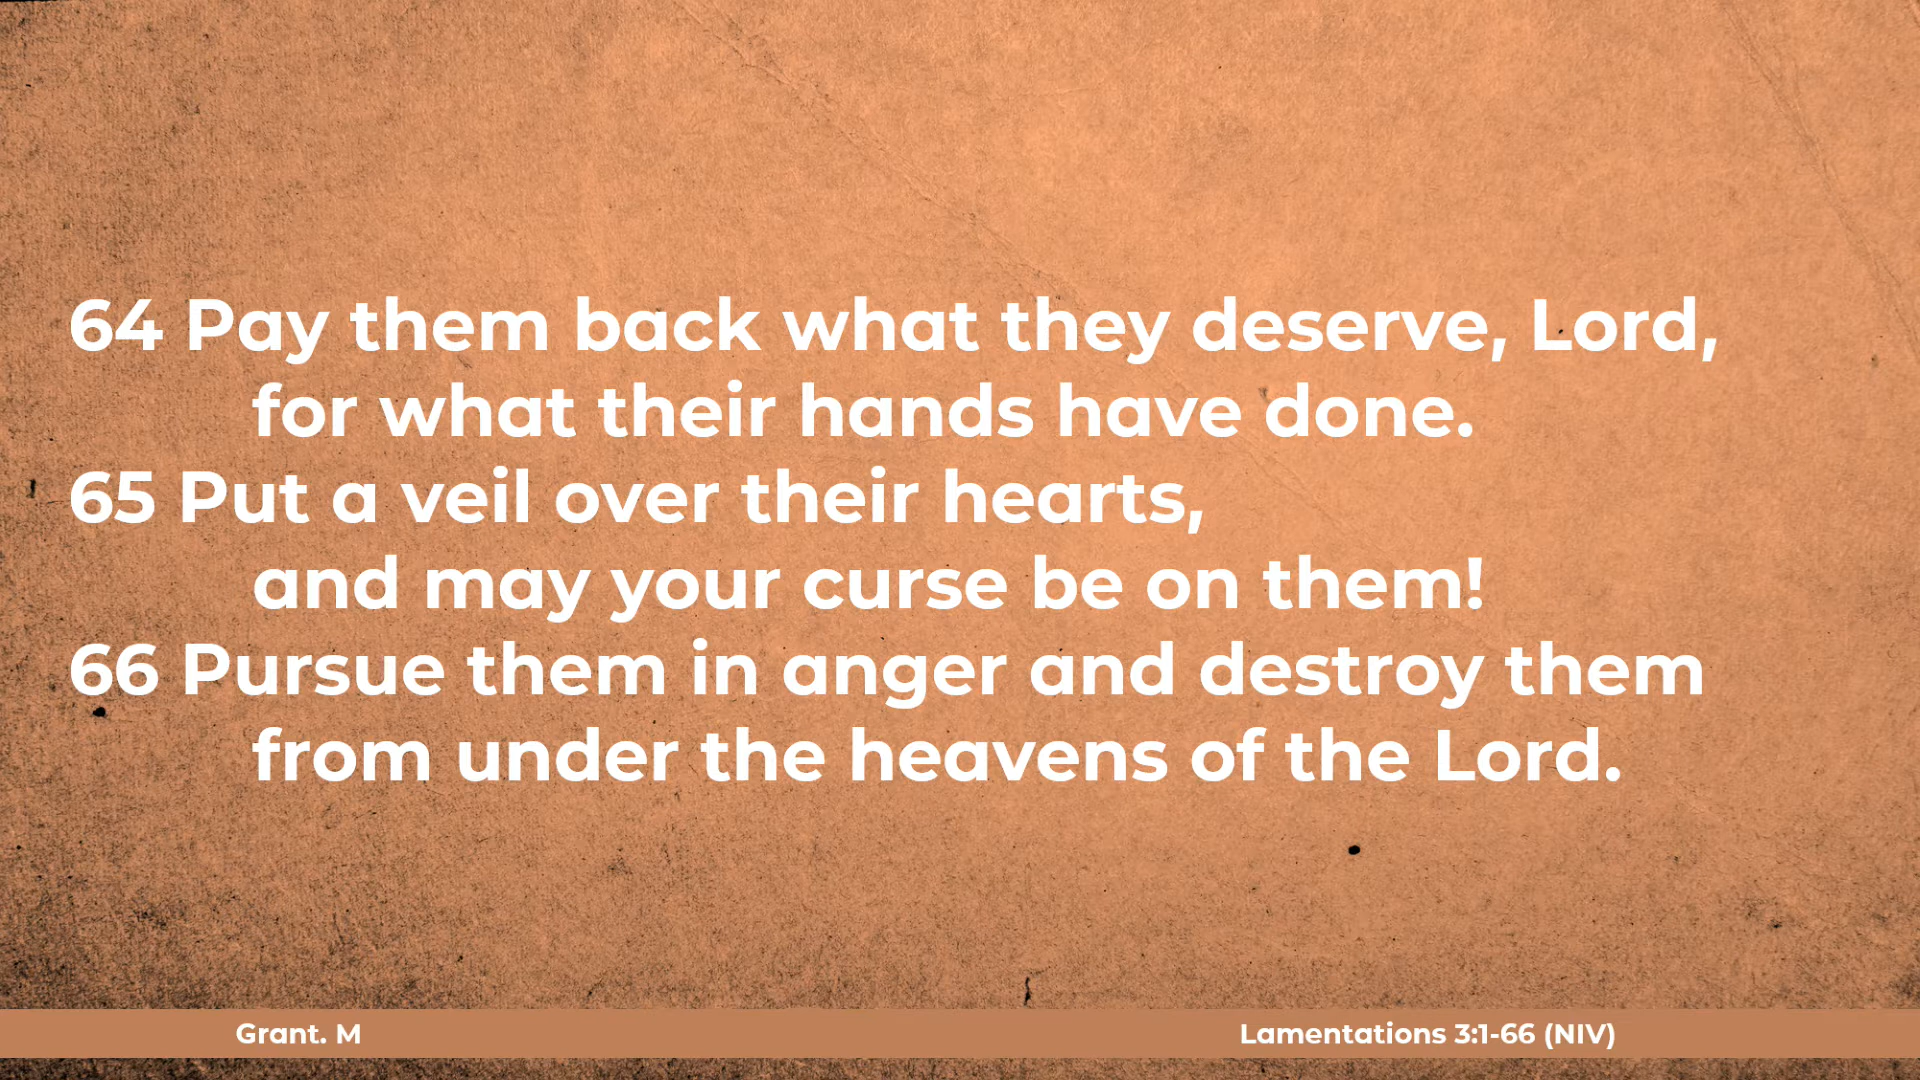 64 Pay them back what they deserve, Lord,
for what their hands have done.
65 Put a veil over their hearts,
and may your curse be on them!
66 Pursue them in anger and destroy them
from under the heavens of the Lord.
Grant. M
Lamentations 3:1-66 (NIV)